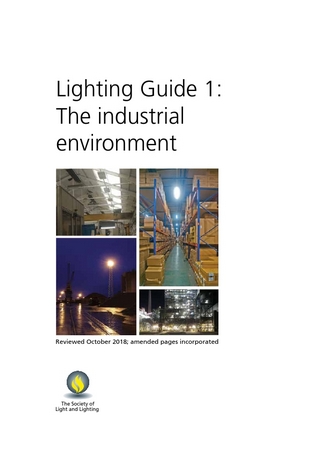 Lighting Guide 1:
The industrial
environment
Reviewed October 2018; amended pages incorporated
The Society of
Light and Lighting